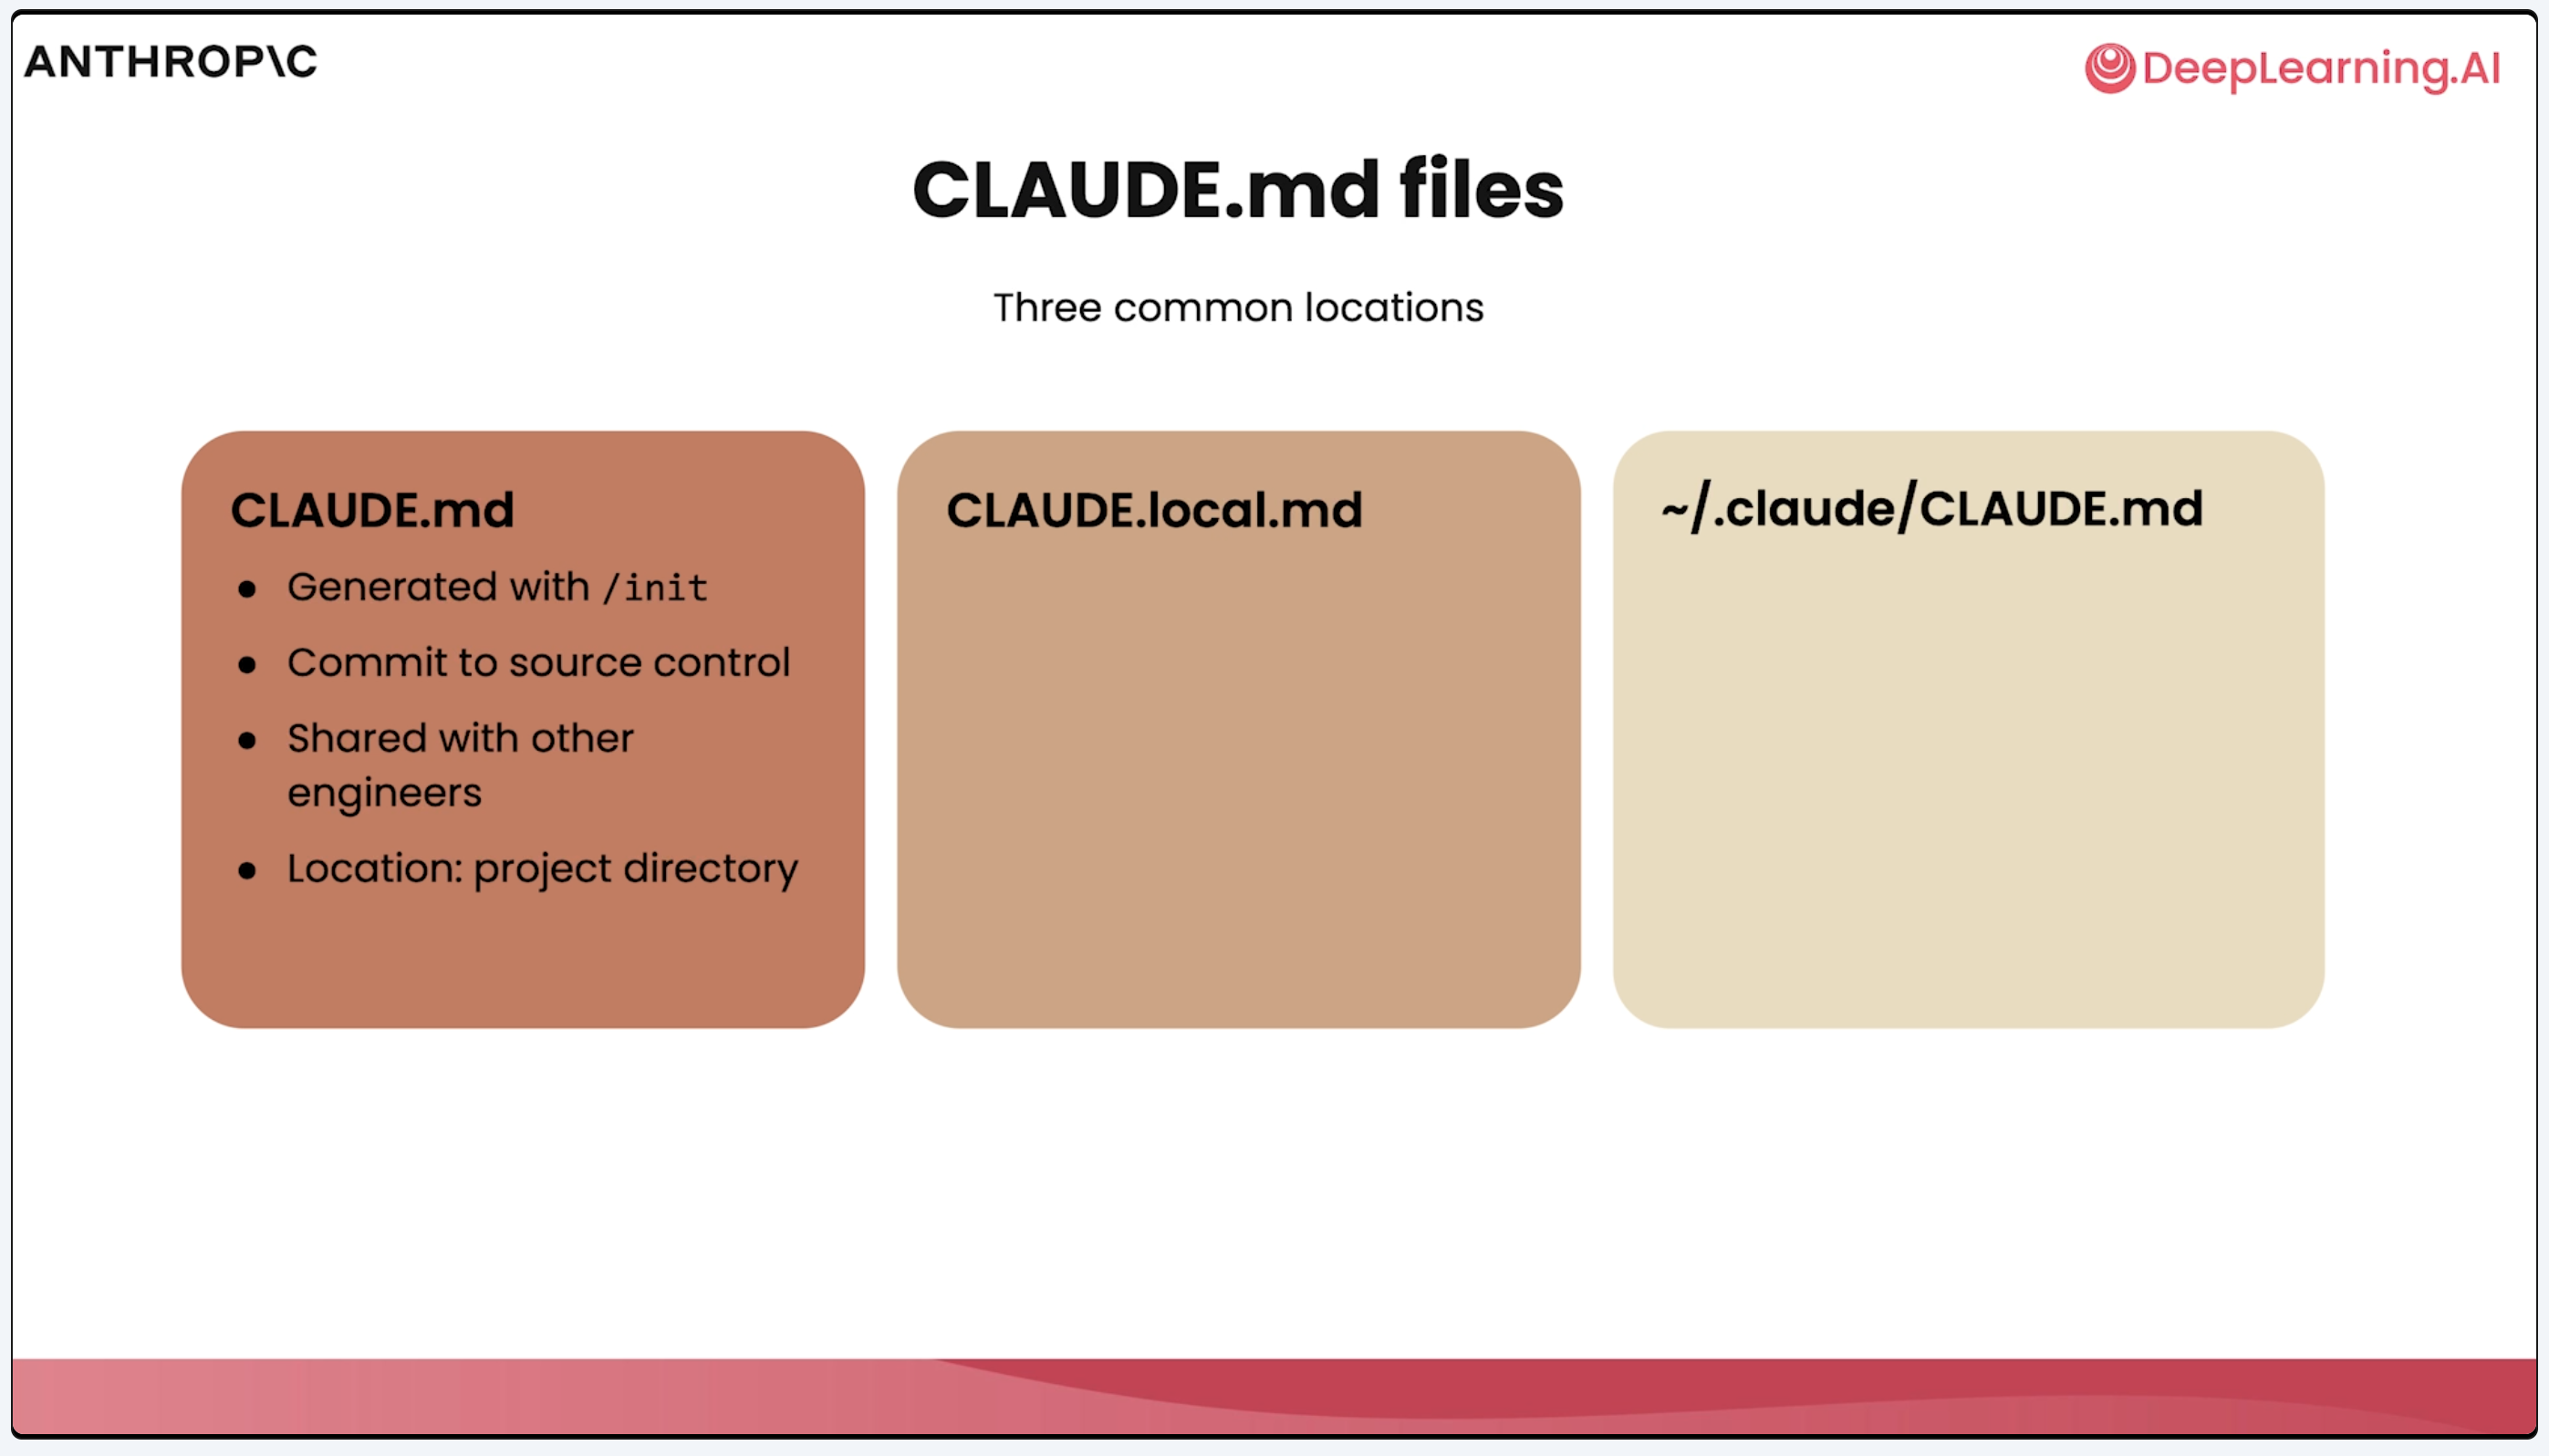 ANTHROP\C
DeepLearning.AI
CLAUDE.md files
Three common locations
CLAUDE.md
● Generated with /init
● Commit to source control
● Shared with other
engineers
● Location: project directory
CLAUDE.local.md
~/.claude/CLAUDE.md